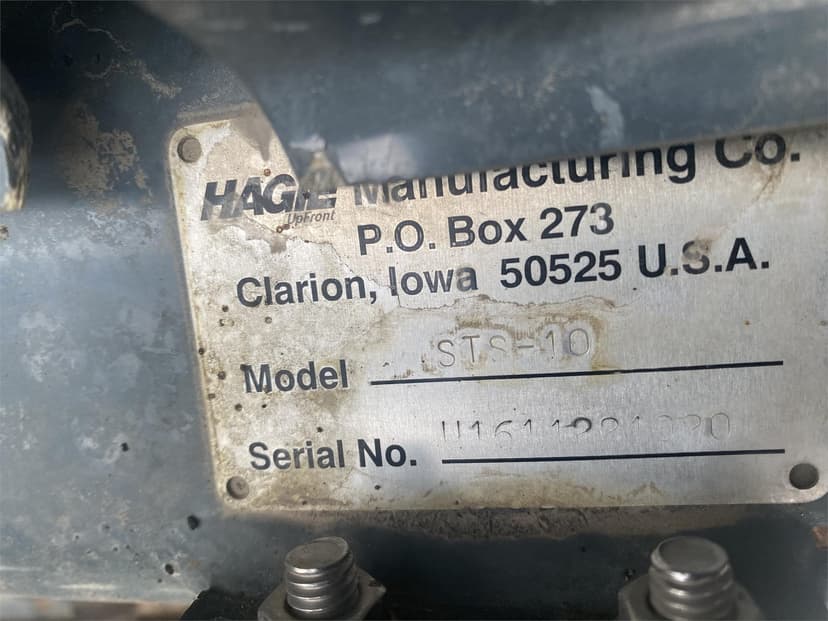 HAGIE Manufacturing Co.
UpFront
P.O. Box 273
Clarion, Iowa 50525 U.S.A.
Model STS-10
Serial No.